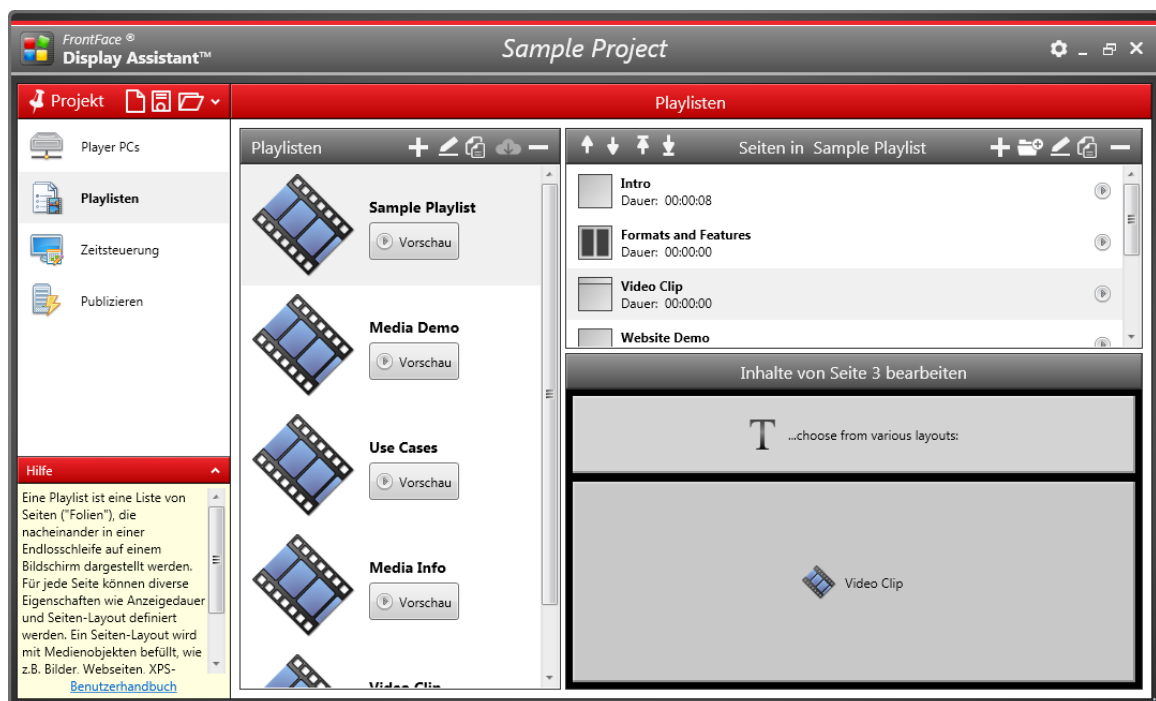 FrontFace ®
Display Assistant™
Sample Project
Projekt
Playlisten
Player PCs
Playlisten
Zeitsteuerung
Publizieren
Hilfe
Eine Playlist ist eine Liste von
Seiten ("Folien"), die
nacheinander in einer
Endlosschleife auf einem
Bildschirm dargestellt werden.
Für jede Seite können diverse
Eigenschaften wie Anzeigedauer
und Seiten-Layout definiert
werden. Ein Seiten-Layout wird
mit Medienobjekten befüllt, wie
z.B. Bilder, Webseiten, XPS-
Benutzerhandbuch
Playlisten
Sample Playlist
Vorschau
Media Demo
Vorschau
Use Cases
Vorschau
Media Info
Vorschau
Video Clip
Seiten in Sample Playlist
Intro
Dauer: 00:00:08
Formats and Features
Dauer: 00:00:00
Video Clip
Dauer: 00:00:00
Website Demo
Inhalte von Seite 3 bearbeiten
T ...choose from various layouts:
Video Clip